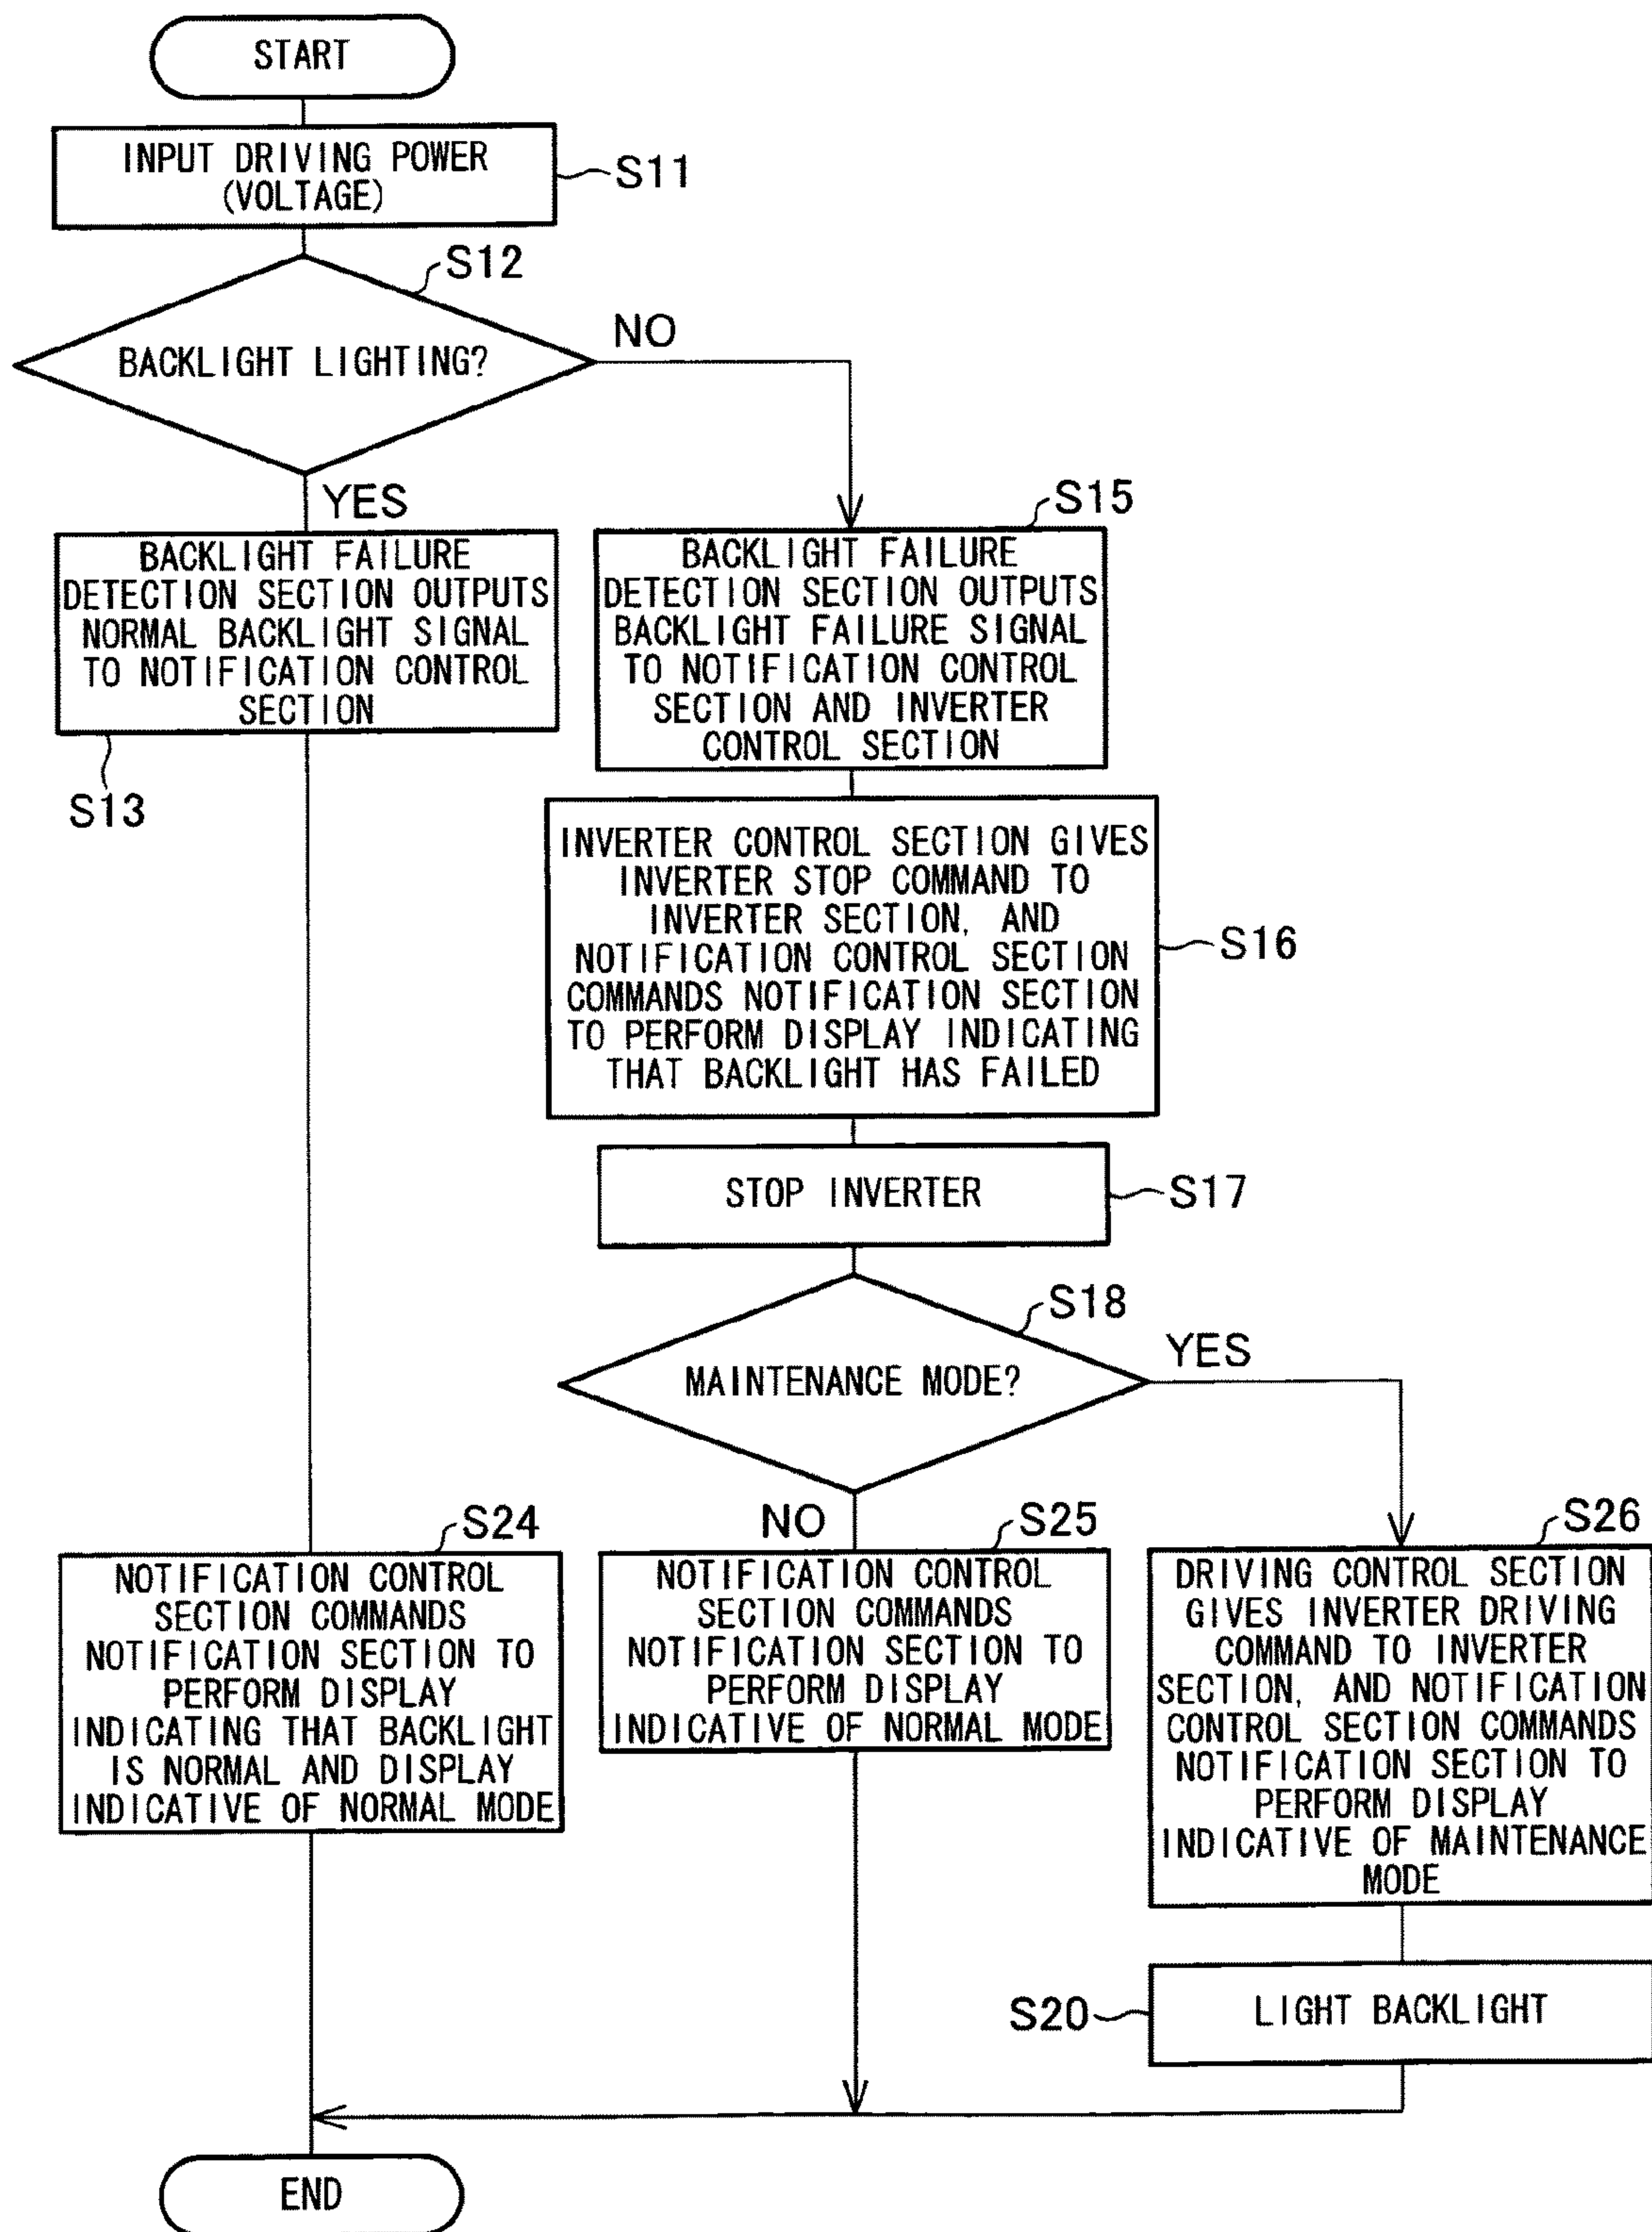 START
INPUT DRIVING POWER
(VOLTAGE)
S11
S12
BACKLIGHT LIGHTING?
NO
YES
BACKLIGHT FAILURE
DETECTION SECTION OUTPUTS
NORMAL BACKLIGHT SIGNAL
TO NOTIFICATION CONTROL
SECTION
S13
S15
BACKLIGHT FAILURE
DETECTION SECTION OUTPUTS
BACKLIGHT FAILURE SIGNAL
TO NOTIFICATION CONTROL
SECTION AND INVERTER
CONTROL SECTION
INVERTER CONTROL SECTION GIVES
INVERTER STOP COMMAND TO
INVERTER SECTION, AND
NOTIFICATION CONTROL SECTION
COMMANDS NOTIFICATION SECTION
TO PERFORM DISPLAY INDICATING
THAT BACKLIGHT HAS FAILED
S16
STOP INVERTER
S17
S18
MAINTENANCE MODE?
YES
NO
S24
NOTIFICATION CONTROL
SECTION COMMANDS
NOTIFICATION SECTION TO
PERFORM DISPLAY
INDICATING THAT BACKLIGHT
IS NORMAL AND DISPLAY
INDICATIVE OF NORMAL MODE
S25
NOTIFICATION CONTROL
SECTION COMMANDS
NOTIFICATION SECTION TO
PERFORM DISPLAY
INDICATIVE OF NORMAL MODE
S26
DRIVING CONTROL SECTION
GIVES INVERTER DRIVING
COMMAND TO INVERTER
SECTION, AND NOTIFICATION
CONTROL SECTION COMMANDS
NOTIFICATION SECTION TO
PERFORM DISPLAY
INDICATIVE OF MAINTENANCE
MODE
S20
LIGHT BACKLIGHT
END